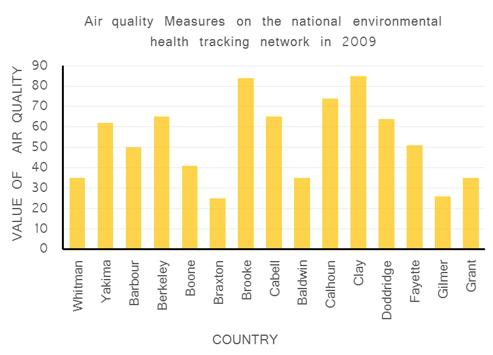 Air quality Measures on the national environmental
health tracking network in 2009
VALUE OF AIR QUALITY
90
80
70
60
50
40
30
20
10
0
Whitman
Yakima
Barbour
Berkeley
Boone
Braxton
Brooke
Cabell
Baldwin
Calhoun
Clay
Doddridge
Fayette
Gilmer
Grant
COUNTRY